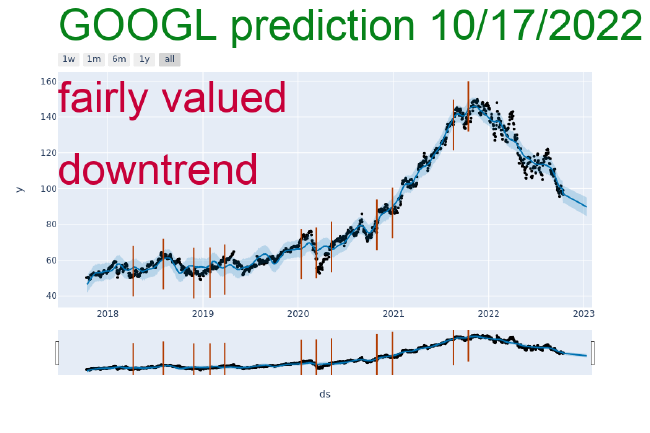 GOOGL prediction 10/17/2022
1w 1m 6m 1y all
fairly valued
downtrend
160
140
120
100
80
60
40
y
2018 2019 2020 2021 2022 2023
ds